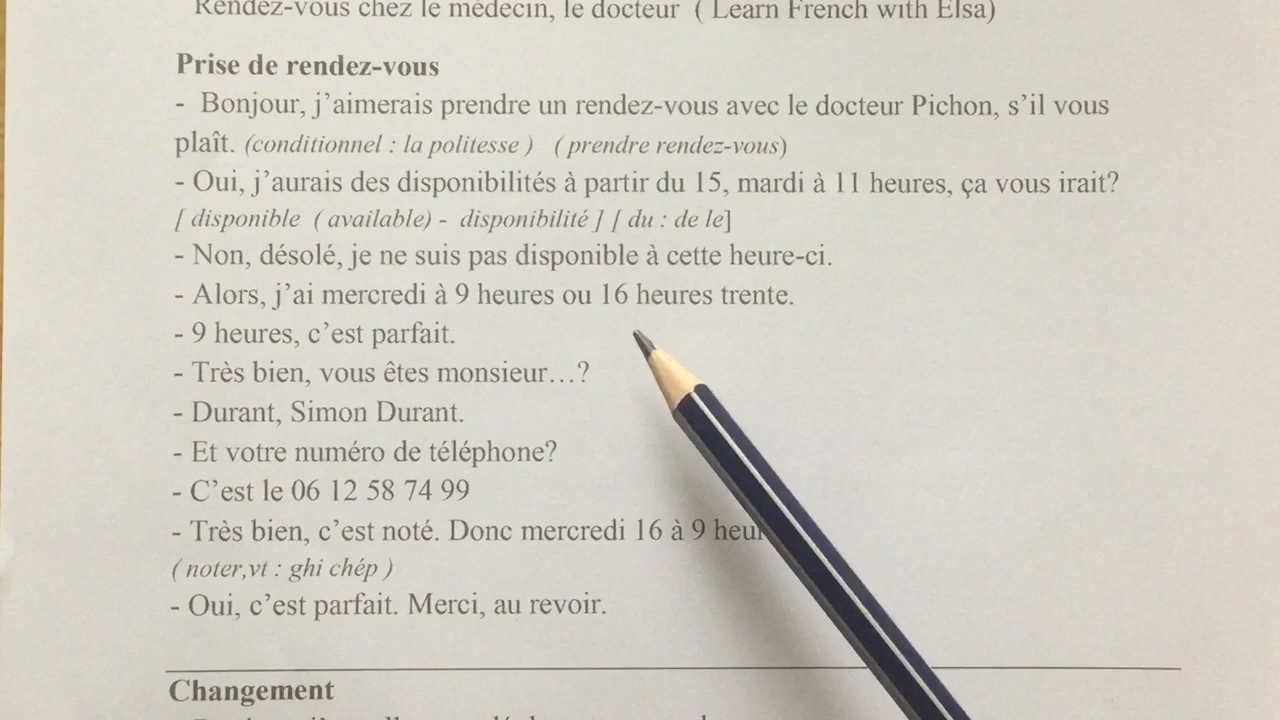 Rendez-vous chez le médecin, le docteur ( Learn French with Elsa)
Prise de rendez-vous
- Bonjour, j’aimerais prendre un rendez-vous avec le docteur Pichon, s’il vous
plaît. (conditionnel : la politesse ) ( prendre rendez-vous)
- Oui, j’aurais des disponibilités à partir du 15, mardi à 11 heures, ça vous irait?
[ disponible ( available) - disponibilité ] [ du : de le]
- Non, désolé, je ne suis pas disponible à cette heure-ci.
- Alors, j’ai mercredi à 9 heures ou 16 heures trente.
- 9 heures, c’est parfait.
- Très bien, vous êtes monsieur…?
- Durant, Simon Durant.
- Et votre numéro de téléphone?
- C’est le 06 12 58 74 99
- Très bien, c’est noté. Donc mercredi 16 à 9
( noter,vt : ghi chép )
- Oui, c’est parfait. Merci, au revoir.
Changement